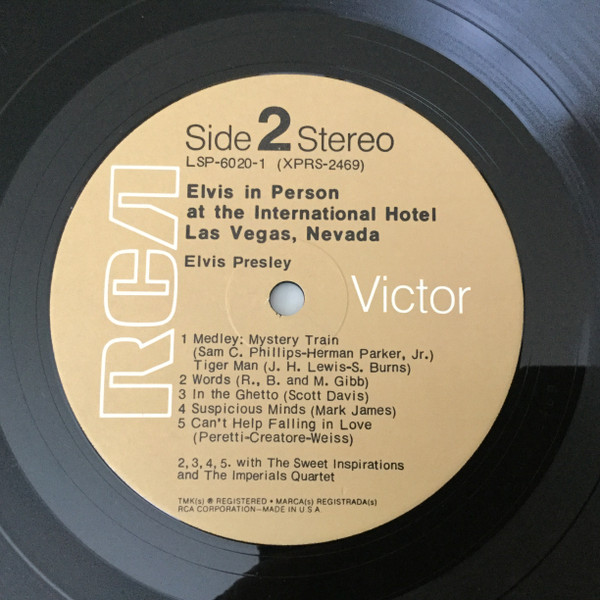 Side 2 Stereo
LSP-6020-1 (XPRS-2469)
Elvis in Person
at the International Hotel
Las Vegas, Nevada
Elvis Presley
RCA
Victor
1 Medley: Mystery Train
(Sam C. Phillips-Herman Parker, Jr.)
Tiger Man (J. H. Lewis-S. Burns)
2 Words (R., B. and M. Gibb)
3 In the Ghetto (Scott Davis)
4 Suspicious Minds (Mark James)
5 Can't Help Falling in Love
(Peretti-Creatore-Weiss)
2, 3, 4, 5. with The Sweet Inspirations
and The Imperials Quartet
TMK(s) ® REGISTERED • MARCA(s) REGISTRADA(s)
RCA CORPORATION—MADE IN U.S.A.